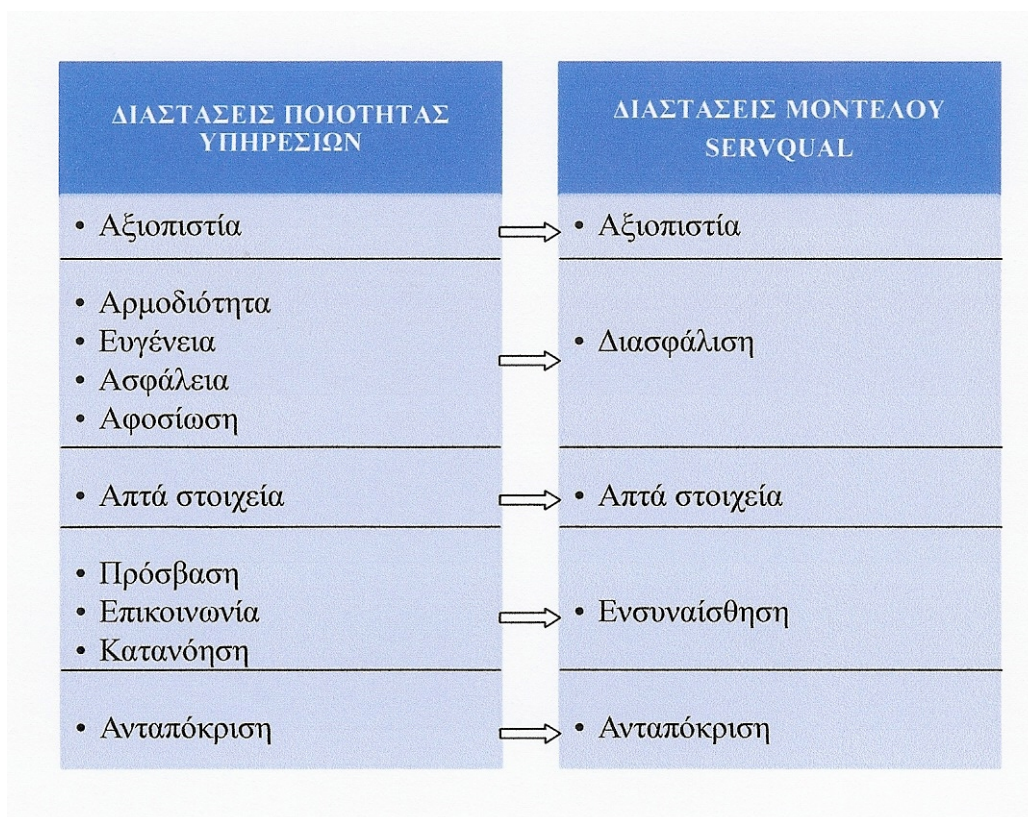 ΔΙΑΣΤΑΣΕΙΣ ΠΟΙΟΤΗΤΑΣ
ΥΠΗΡΕΣΙΩΝ
• Αξιοπιστία
• Αρμοδιότητα
• Ευγένεια
• Ασφάλεια
• Αφοσίωση
• Απτά στοιχεία
• Πρόσβαση
• Επικοινωνία
• Κατανόηση
• Ανταπόκριση
ΔΙΑΣΤΑΣΕΙΣ ΜΟΝΤΕΛΟΥ
SERVQUAL
• Αξιοπιστία
• Διασφάλιση
• Απτά στοιχεία
• Ενσυναίσθηση
• Ανταπόκριση